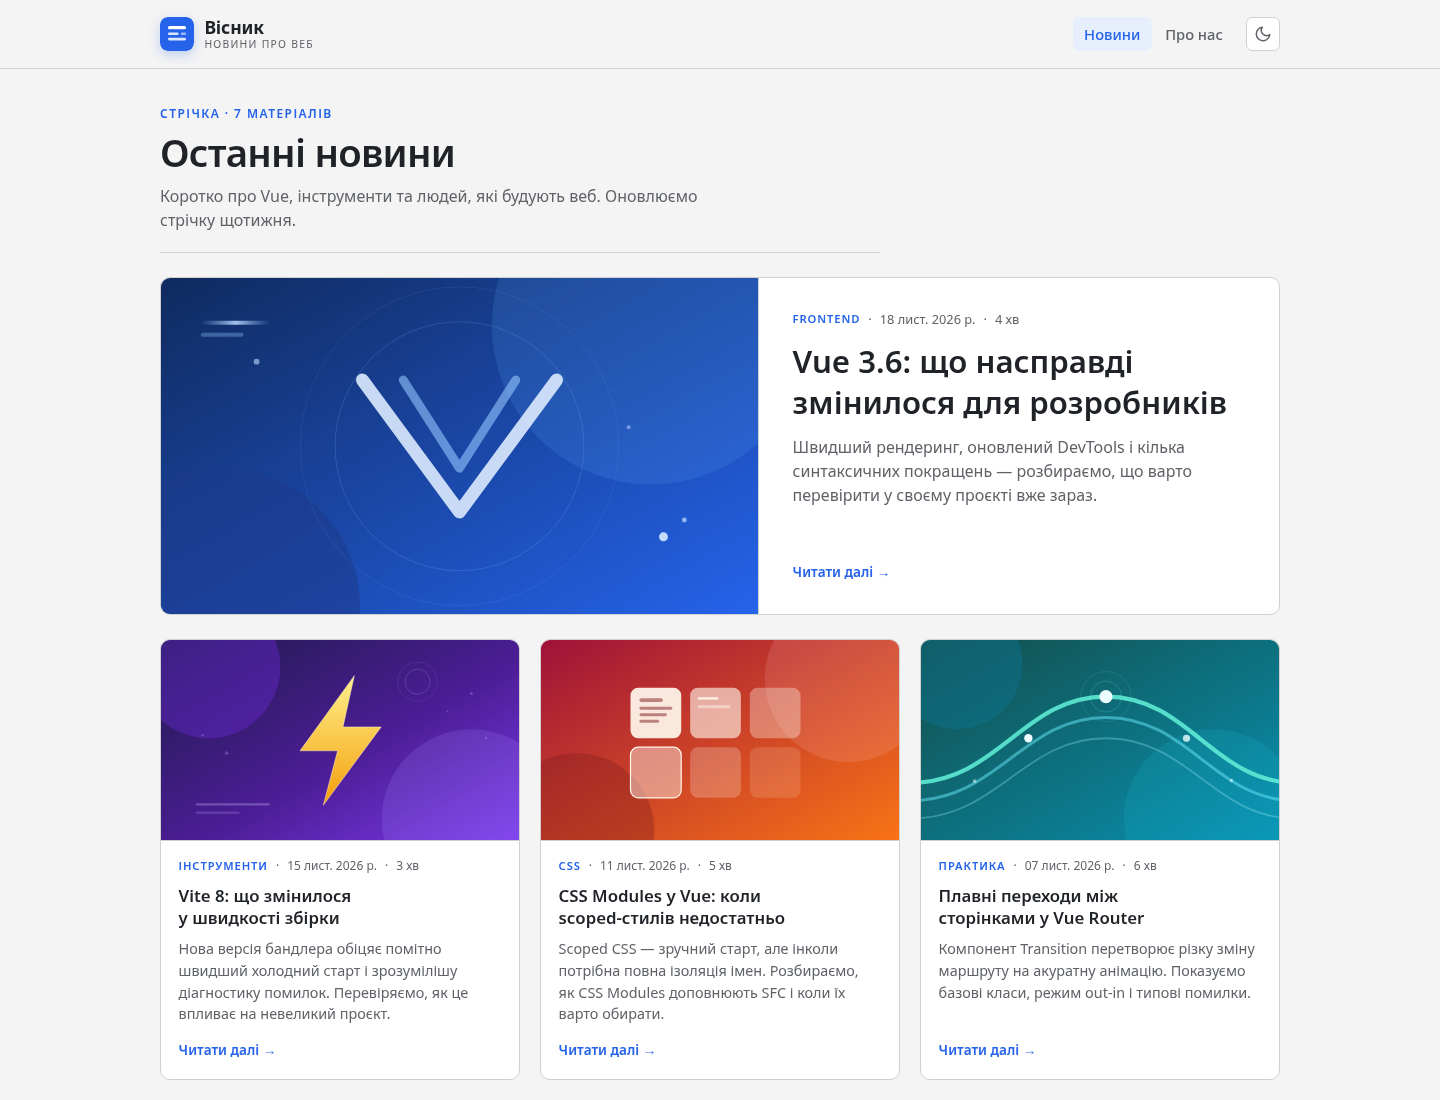 Вісник
НОВИНИ ПРО ВЕБ
Новини
Про нас
СТРІЧКА · 7 МАТЕРІАЛІВ
Останні новини
Коротко про Vue, інструменти та людей, які будують веб. Оновлюємо
стрічку щотижня.
FRONTEND · 18 лист. 2026 р. · 4 хв
Vue 3.6: що насправді
змінилося для розробників
Швидший рендеринг, оновлений DevTools і кілька
синтаксичних покращень — розбираємо, що варто
перевірити у своєму проєкті вже зараз.
Читати далі →
ІНСТРУМЕНТИ · 15 лист. 2026 р. · 3 хв
Vite 8: що змінилося
у швидкості збірки
Нова версія бандлера обіцяє помітно
швидший холодний старт і зрозумілішу
діагностику помилок. Перевіряємо, як це
впливає на невеликий проєкт.
Читати далі →
CSS · 11 лист. 2026 р. · 5 хв
CSS Modules у Vue: коли
scoped-стилів недостатньо
Scoped CSS — зручний старт, але інколи
потрібна повна ізоляція імен. Розбираємо,
як CSS Modules доповнюють SFC і коли їх
варто обирати.
Читати далі →
ПРАКТИКА · 07 лист. 2026 р. · 6 хв
Плавні переходи між
сторінками у Vue Router
Компонент Transition перетворює різку зміну
маршруту на акуратну анімацію. Показуємо
базові класи, режим out-in і типові помилки.
Читати далі →